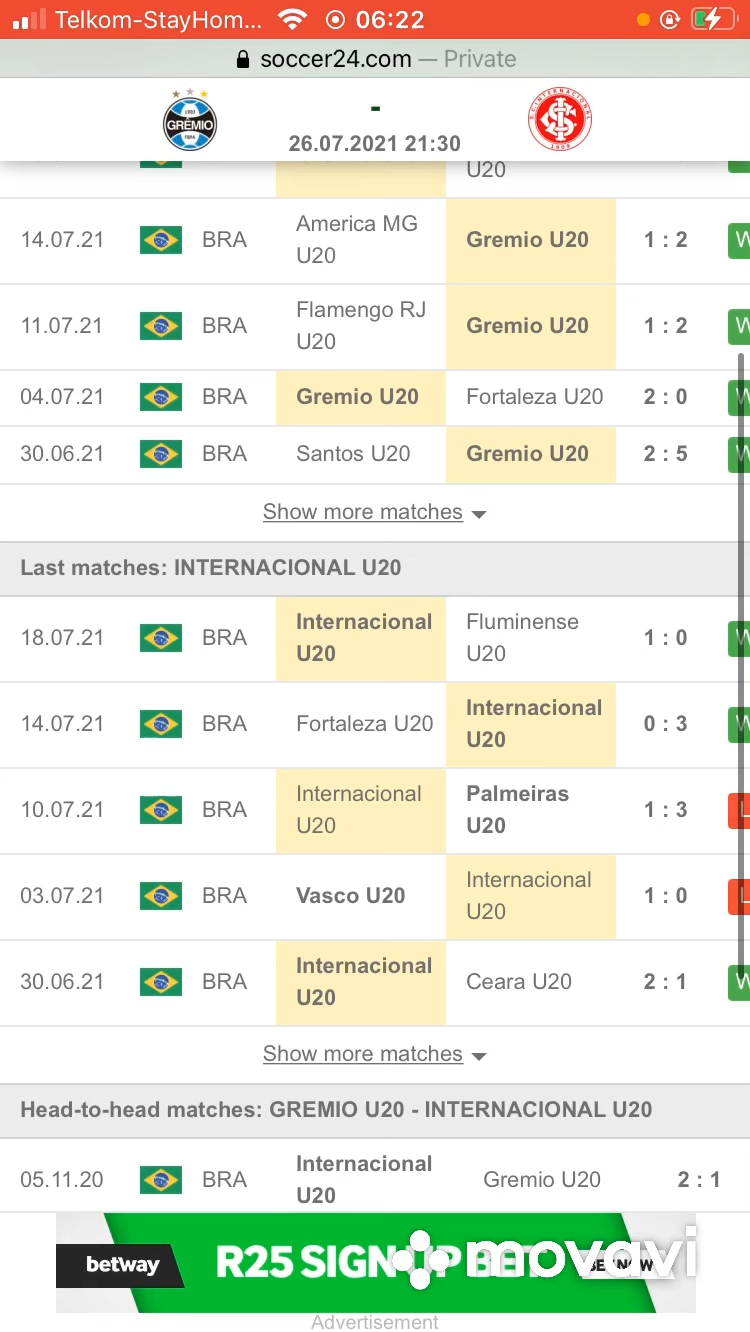 Telkom-StayHom... 06:22
soccer24.com — Private
GRÊMIO
-
26.07.2021 21:30
U20
14.07.21 BRA America MG U20 Gremio U20 1 : 2 W
11.07.21 BRA Flamengo RJ U20 Gremio U20 1 : 2 W
04.07.21 BRA Gremio U20 Fortaleza U20 2 : 0 W
30.06.21 BRA Santos U20 Gremio U20 2 : 5 W
Show more matches
Last matches: INTERNACIONAL U20
18.07.21 BRA Internacional U20 Fluminense U20 1 : 0 W
14.07.21 BRA Fortaleza U20 Internacional U20 0 : 3 W
10.07.21 BRA Internacional U20 Palmeiras U20 1 : 3 L
03.07.21 BRA Vasco U20 Internacional U20 1 : 0 L
30.06.21 BRA Internacional U20 Ceara U20 2 : 1 W
Show more matches
Head-to-head matches: GREMIO U20 - INTERNACIONAL U20
05.11.20 BRA Internacional U20 Gremio U20 2 : 1
betway R25 SIGN UP BET BET NOW
movavi
Advertisement